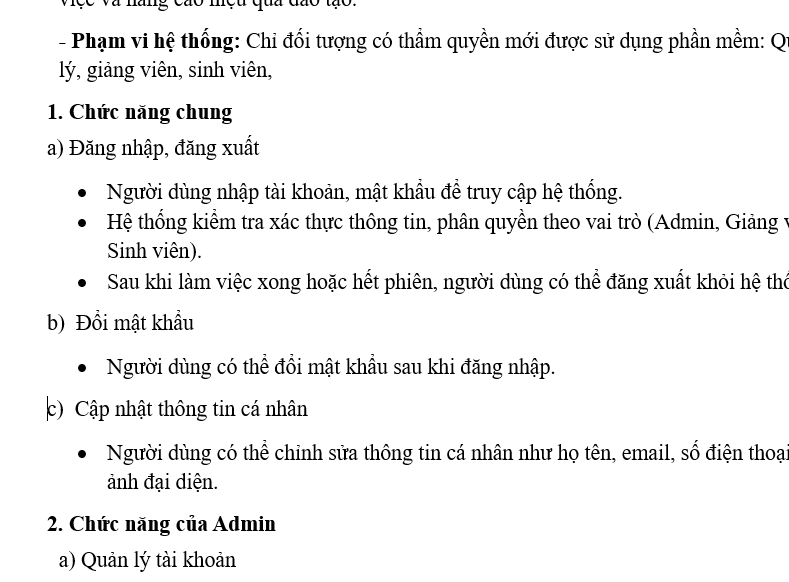 việc và nâng cao hiệu quả đào tạo.
- Phạm vi hệ thống: Chỉ đối tượng có thẩm quyền mới được sử dụng phần mềm:
lý, giảng viên, sinh viên,
1. Chức năng chung
a) Đăng nhập, đăng xuất
• Người dùng nhập tài khoản, mật khẩu để truy cập hệ thống.
• Hệ thống kiểm tra xác thực thông tin, phân quyền theo vai trò (Admin, Giảng
Sinh viên).
• Sau khi làm việc xong hoặc hết phiên, người dùng có thể đăng xuất khỏi hệ
b) Đổi mật khẩu
• Người dùng có thể đổi mật khẩu sau khi đăng nhập.
c) Cập nhật thông tin cá nhân
• Người dùng có thể chỉnh sửa thông tin cá nhân như họ tên, email, số điện thoại
ảnh đại diện.
2. Chức năng của Admin
a) Quản lý tài khoản